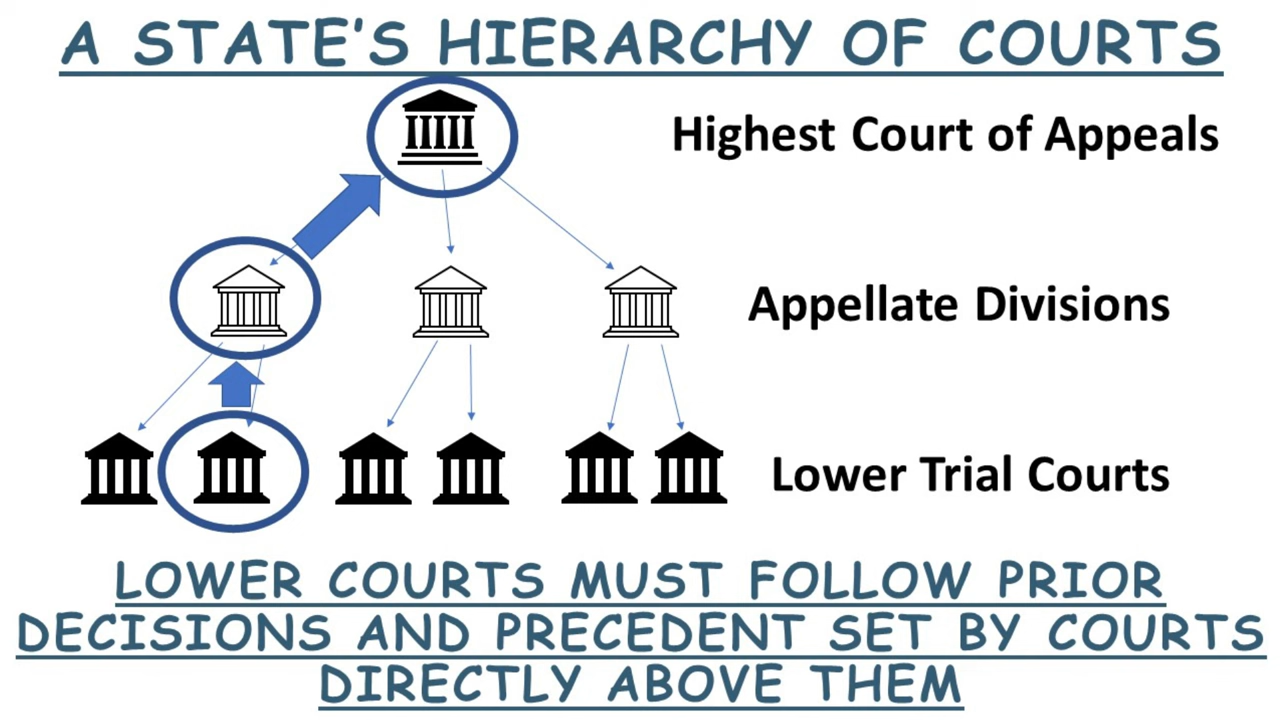 A STATE'S HIERARCHY OF COURTS
Highest Court of Appeals
Appellate Divisions
Lower Trial Courts
LOWER COURTS MUST FOLLOW PRIOR
DECISIONS AND PRECEDENT SET BY COURTS
DIRECTLY ABOVE THEM